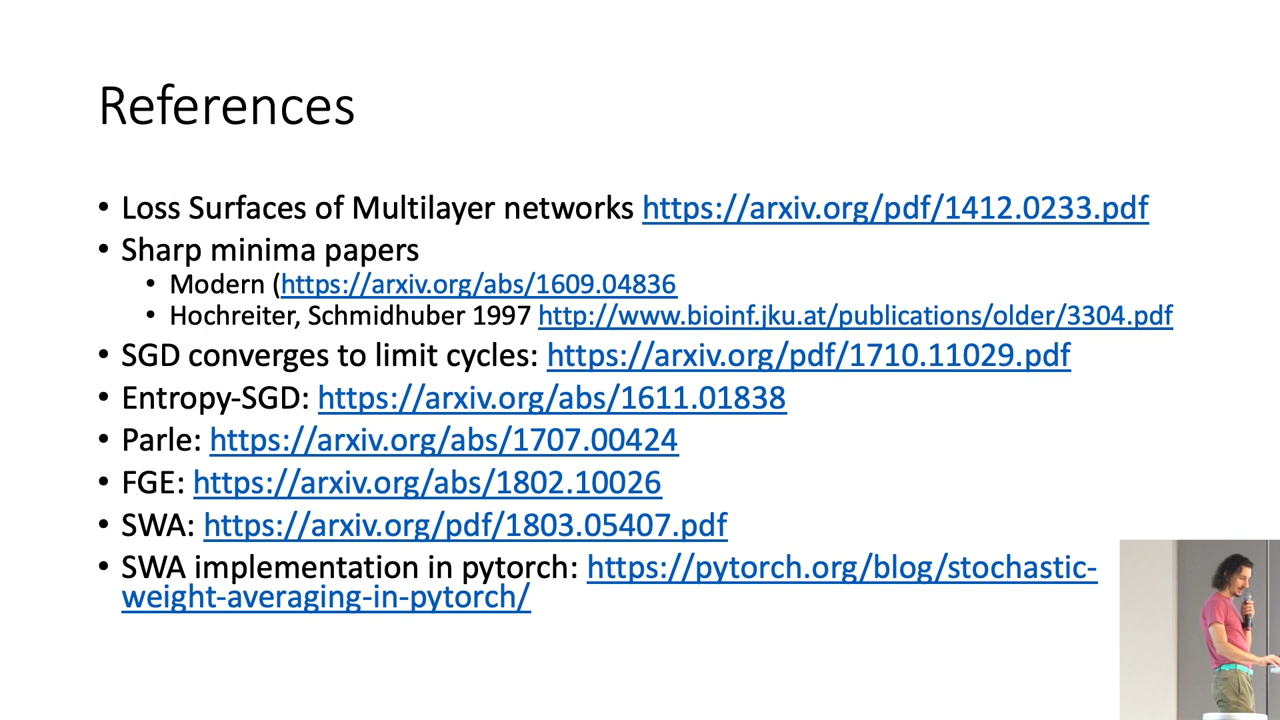 References
• Loss Surfaces of Multilayer networks https://arxiv.org/pdf/1412.0233.pdf
• Sharp minima papers
• Modern (https://arxiv.org/abs/1609.04836
• Hochreiter, Schmidhuber 1997 http://www.bioinf.jku.at/publications/older/3304.pdf
• SGD converges to limit cycles: https://arxiv.org/pdf/1710.11029.pdf
• Entropy-SGD: https://arxiv.org/abs/1611.01838
• Parle: https://arxiv.org/abs/1707.00424
• FGE: https://arxiv.org/abs/1802.10026
• SWA: https://arxiv.org/pdf/1803.05407.pdf
• SWA implementation in pytorch: https://pytorch.org/blog/stochastic-
weight-averaging-in-pytorch/